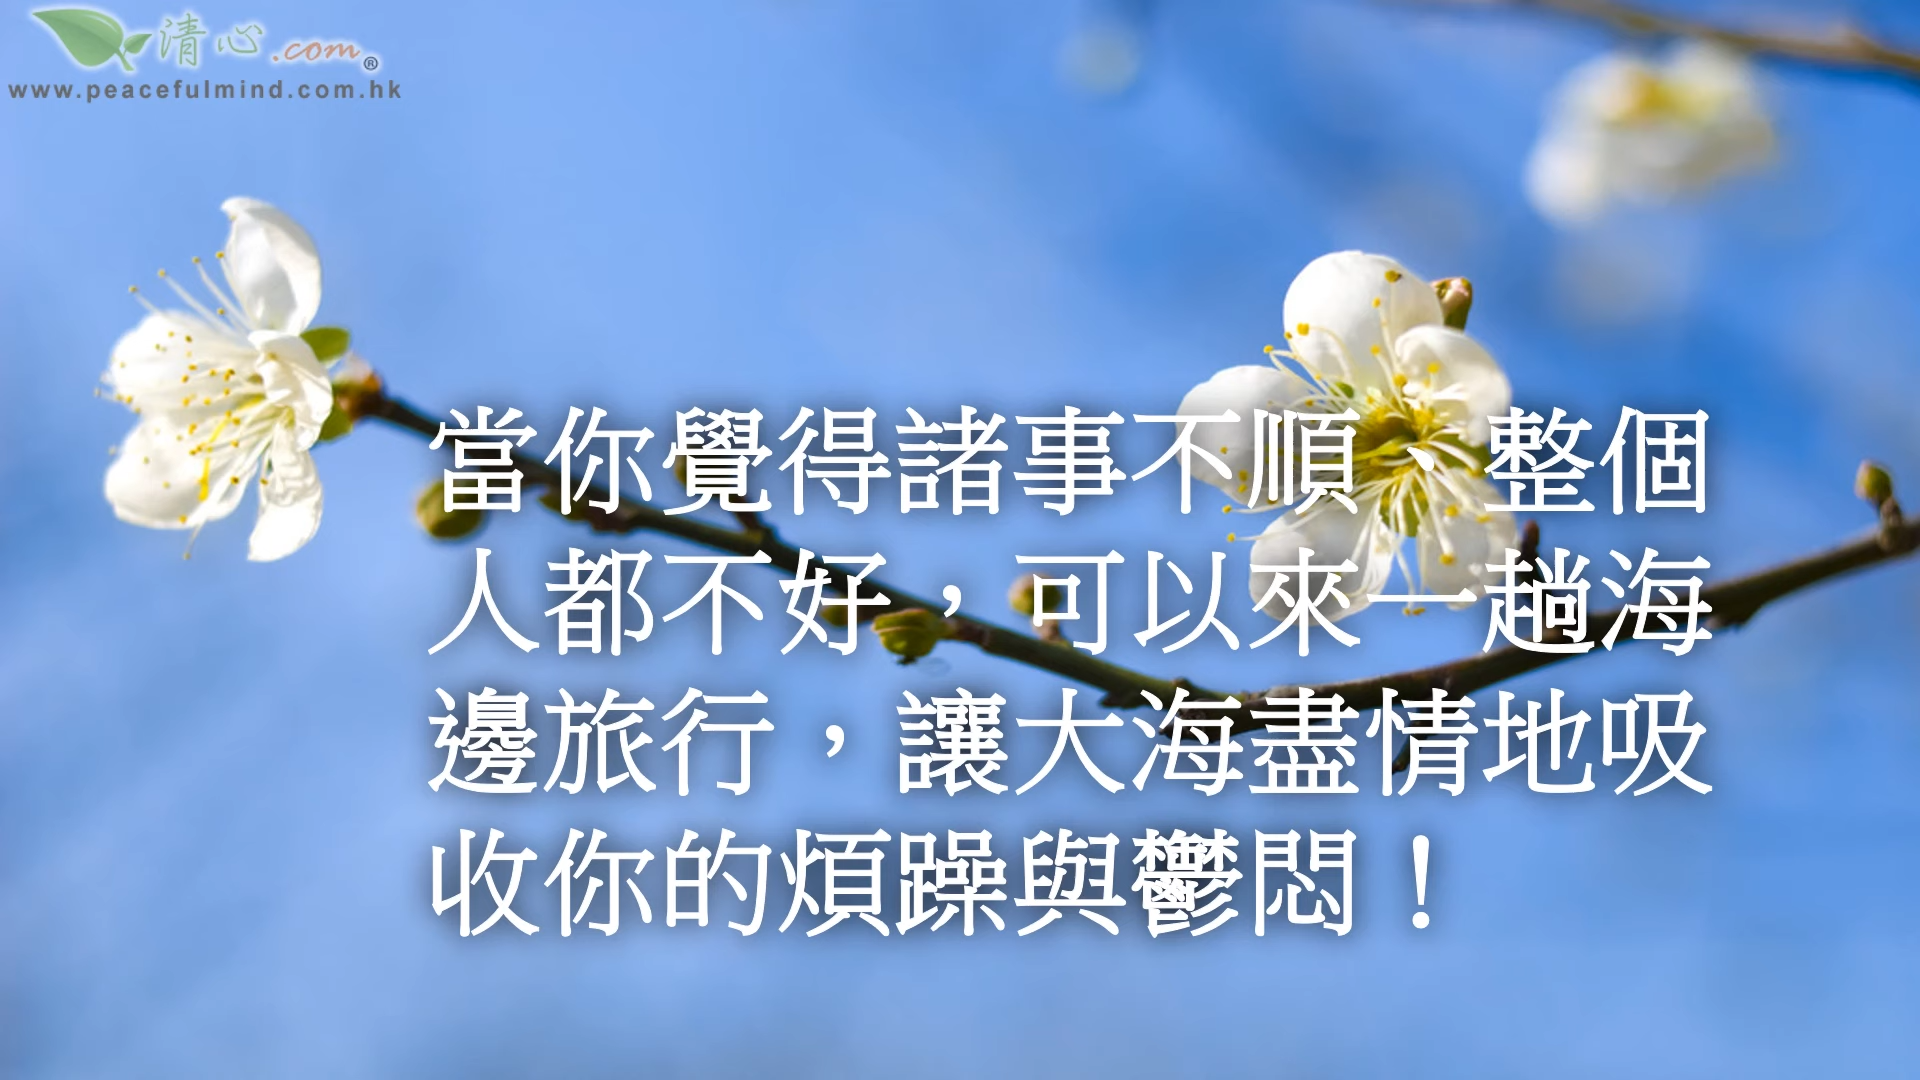 清心.com®
www.peacefulmind.com.hk
當你覺得諸事不順、整個
人都不好，可以來一趟海
邊旅行，讓大海盡情地吸
收你的煩躁與鬱悶！